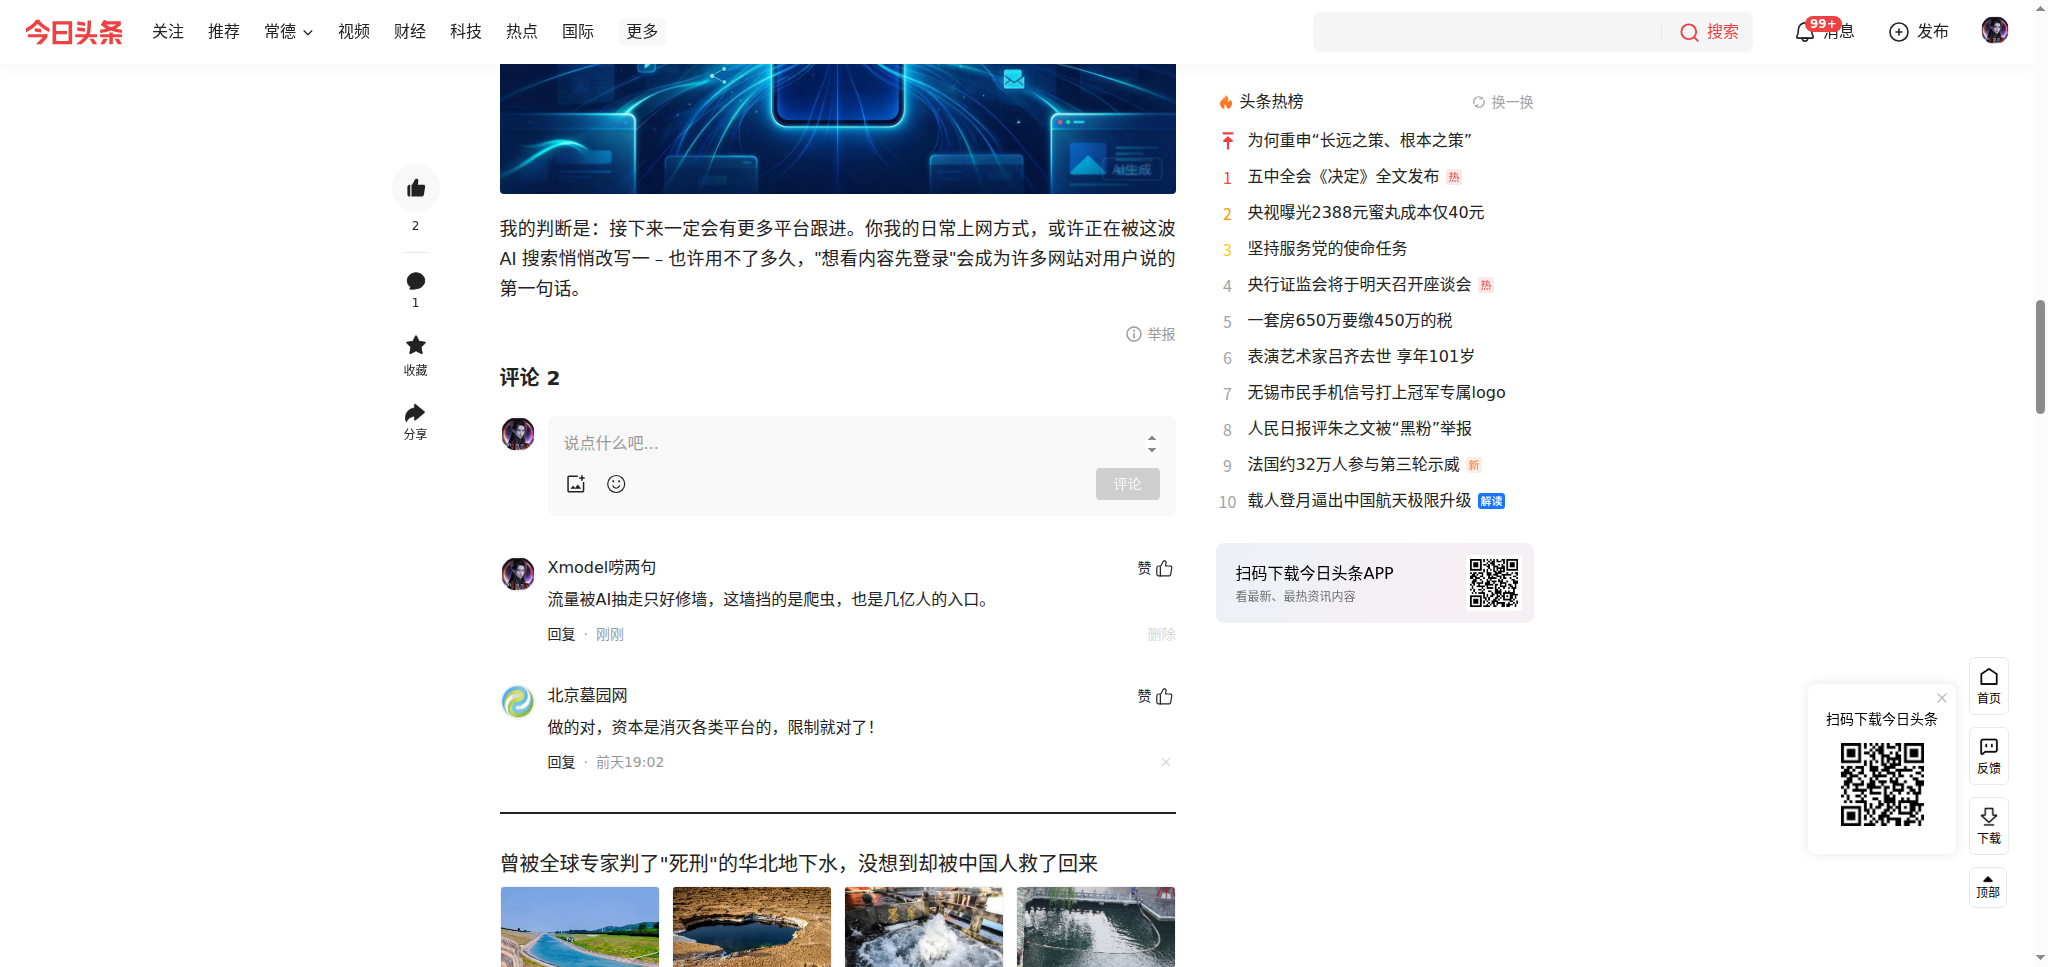 今日头条
关注 推荐 常德 视频 财经 科技 热点 国际 更多
搜索
99+
消息
发布
AI生成
2
1
收藏
分享
我的判断是：接下来一定会有更多平台跟进。你我的日常上网方式，或许正在被这波
AI 搜索悄悄改写一 – 也许用不了多久，"想看内容先登录"会成为许多网站对用户说的
第一句话。
举报
评论 2
说点什么吧...
评论
Xmodel唠两句
赞
流量被AI抽走只好修墙，这墙挡的是爬虫，也是几亿人的入口。
回复 · 刚刚
删除
北京墓园网
赞
做的对，资本是消灭各类平台的，限制就对了！
回复 · 前天19:02
曾被全球专家判了"死刑"的华北地下水，没想到却被中国人救了回来
头条热榜
换一换
为何重申“长远之策、根本之策”
1 五中全会《决定》全文发布 热
2 央视曝光2388元蜜丸成本仅40元
3 坚持服务党的使命任务
4 央行证监会将于明天召开座谈会 热
5 一套房650万要缴450万的税
6 表演艺术家吕齐去世 享年101岁
7 无锡市民手机信号打上冠军专属logo
8 人民日报评朱之文被“黑粉”举报
9 法国约32万人参与第三轮示威 新
10 载人登月逼出中国航天极限升级 解读
扫码下载今日头条APP
看最新、最热资讯内容
扫码下载今日头条
首页
反馈
下载
顶部